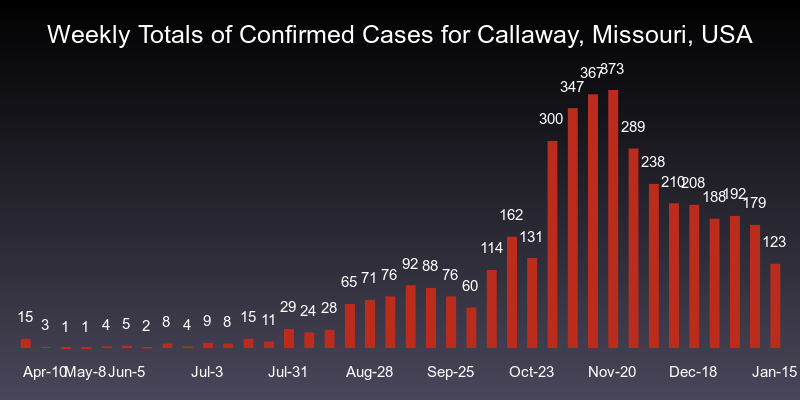 Weekly Totals of Confirmed Cases for Callaway, Missouri, USA
15 3 1 1 4 5 2 8 4 9 8 15 11 29 24 28 65 71 76 92 88 76 60 114 162 131 300 347 367 373 289 238 210 208 188 192 179 123
Apr-10 May-8 Jun-5 Jul-3 Jul-31 Aug-28 Sep-25 Oct-23 Nov-20 Dec-18 Jan-15